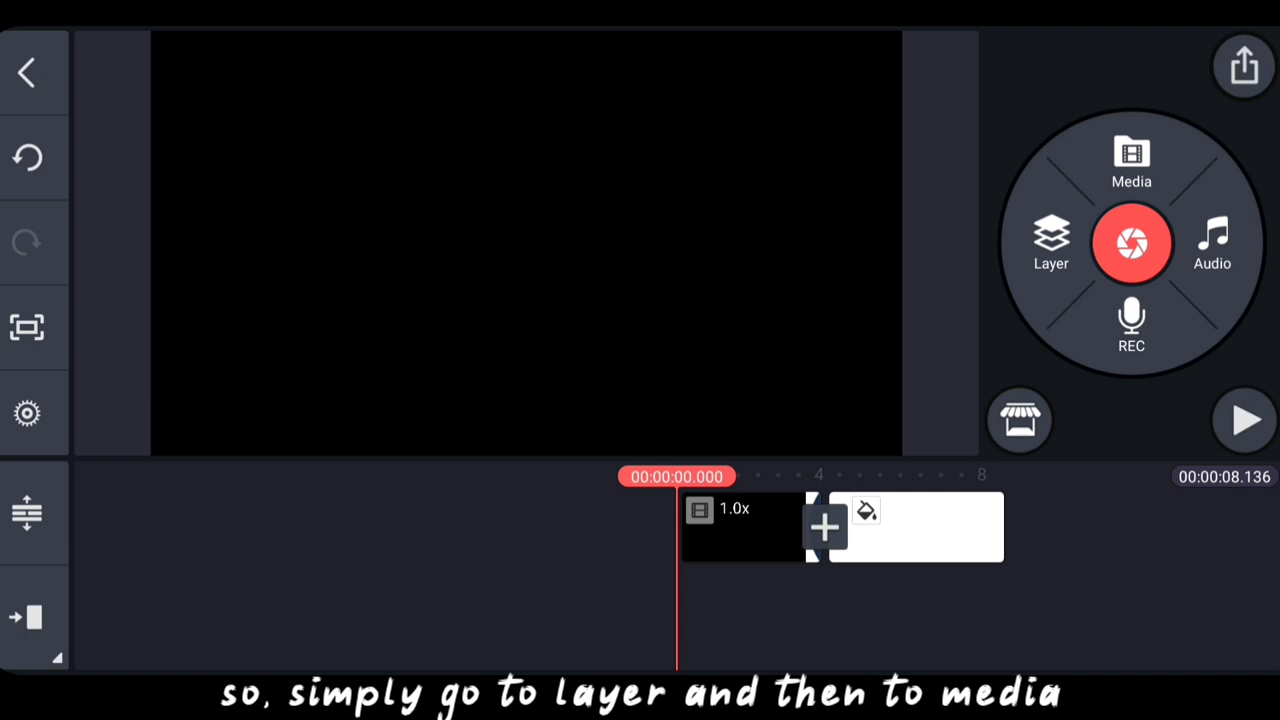 Media
Layer
Audio
REC
00:00:00.000
4
8
00:00:08.136
1.0x
so, simply go to layer and then to media